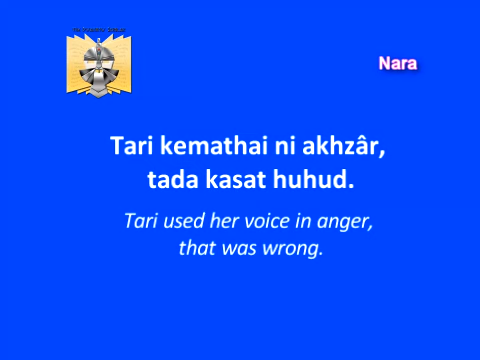 Nara
Tari kemathai ni akhzâr,
tada kasat huhud.
Tari used her voice in anger,
that was wrong.